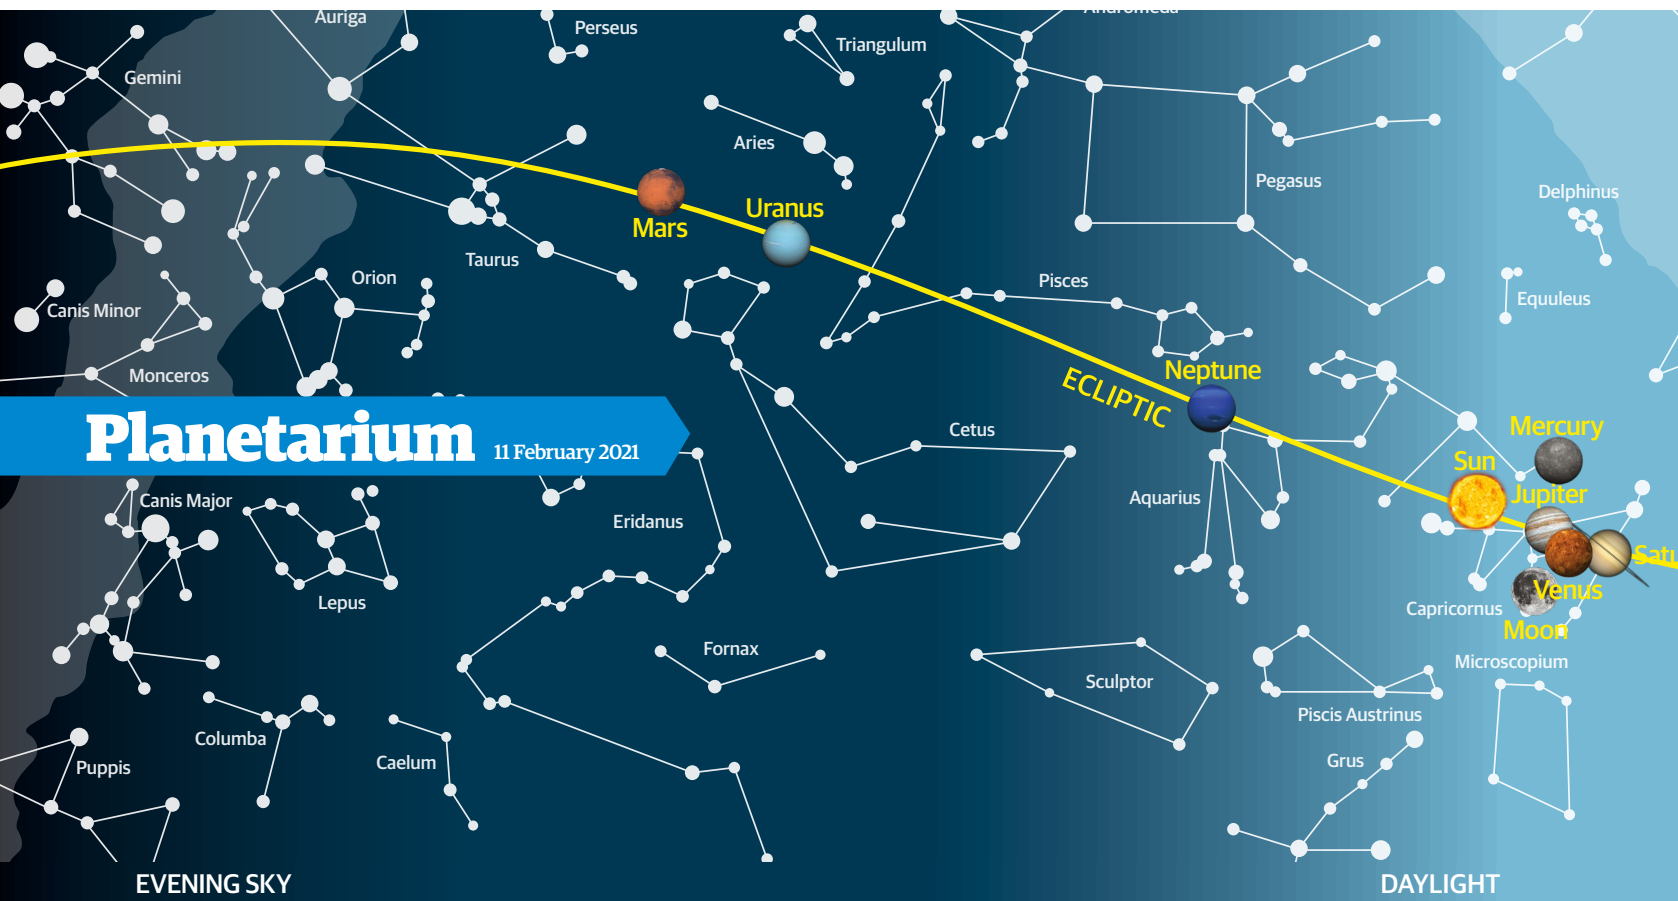 Auriga
Perseus
Triangulum
Gemini
Aries
Pegasus
Delphinus
Uranus
Mars
Taurus
Orion
Pisces
Equuleus
Canis Minor
Monceros
Neptune
ECLIPTIC
Planetarium
11 February 2021
Cetus
Mercury
Sun
Jupiter
Canis Major
Aquarius
Eridanus
Venus
Lepus
Capricornus
Moon
Fornax
Microscopium
Sculptor
Piscis Austrinus
Columba
Caelum
Grus
Puppis
EVENING SKY
DAYLIGHT